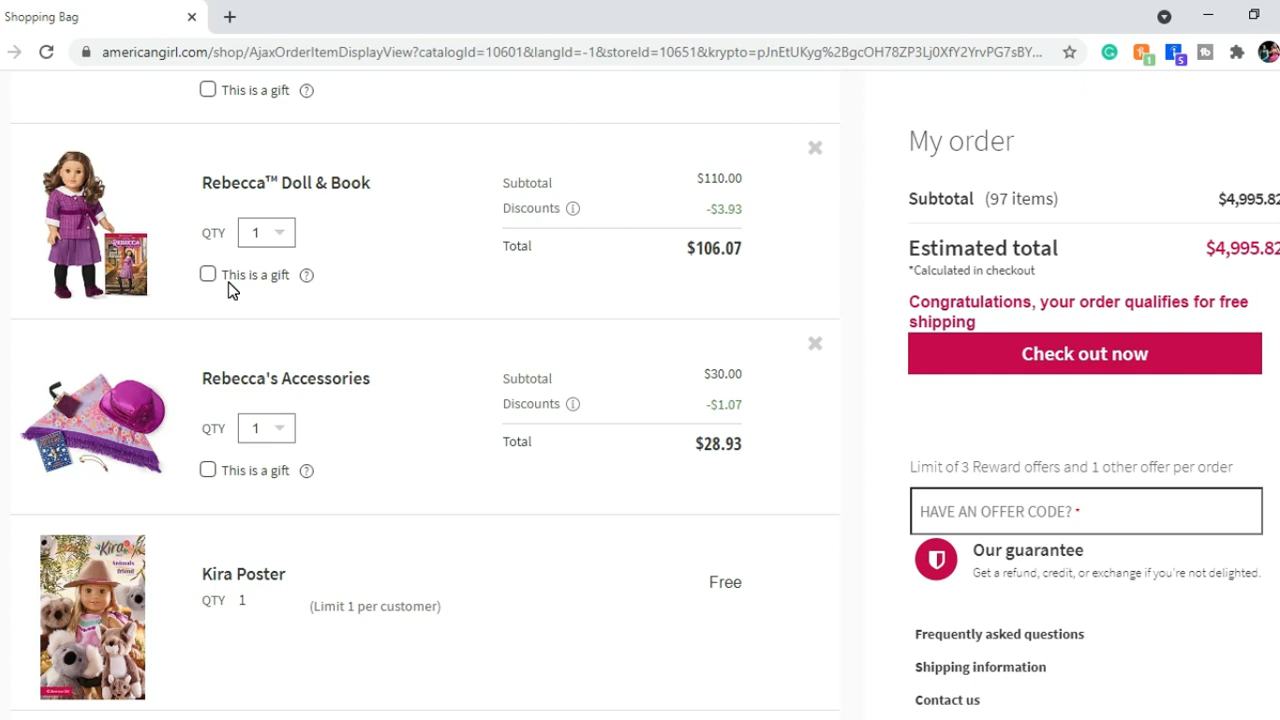 Shopping Bag
americangirl.com/shop/AjaxOrderItemDisplayView?catalogId=10601&langId=-1&storeId=10651&krypto=pJnEtUKyg%2BgcOH78ZP3Lj0XfY2YrvPG7sBY...
1
5
This is a gift ?
Rebecca™ Doll & Book
QTY 1
This is a gift ?
Subtotal $110.00
Discounts -$3.93
Total $106.07
REBECCA
Rebecca's Accessories
QTY 1
This is a gift ?
Subtotal $30.00
Discounts -$1.07
Total $28.93
Kira Poster
QTY 1 (Limit 1 per customer)
Free
Kira
Animals
friend
My order
Subtotal (97 items) $4,995.82
Estimated total $4,995.82
*Calculated in checkout
Congratulations, your order qualifies for free
shipping
Check out now
Limit of 3 Reward offers and 1 other offer per order
HAVE AN OFFER CODE? *
Our guarantee
Get a refund, credit, or exchange if you're not delighted.
Frequently asked questions
Shipping information
Contact us